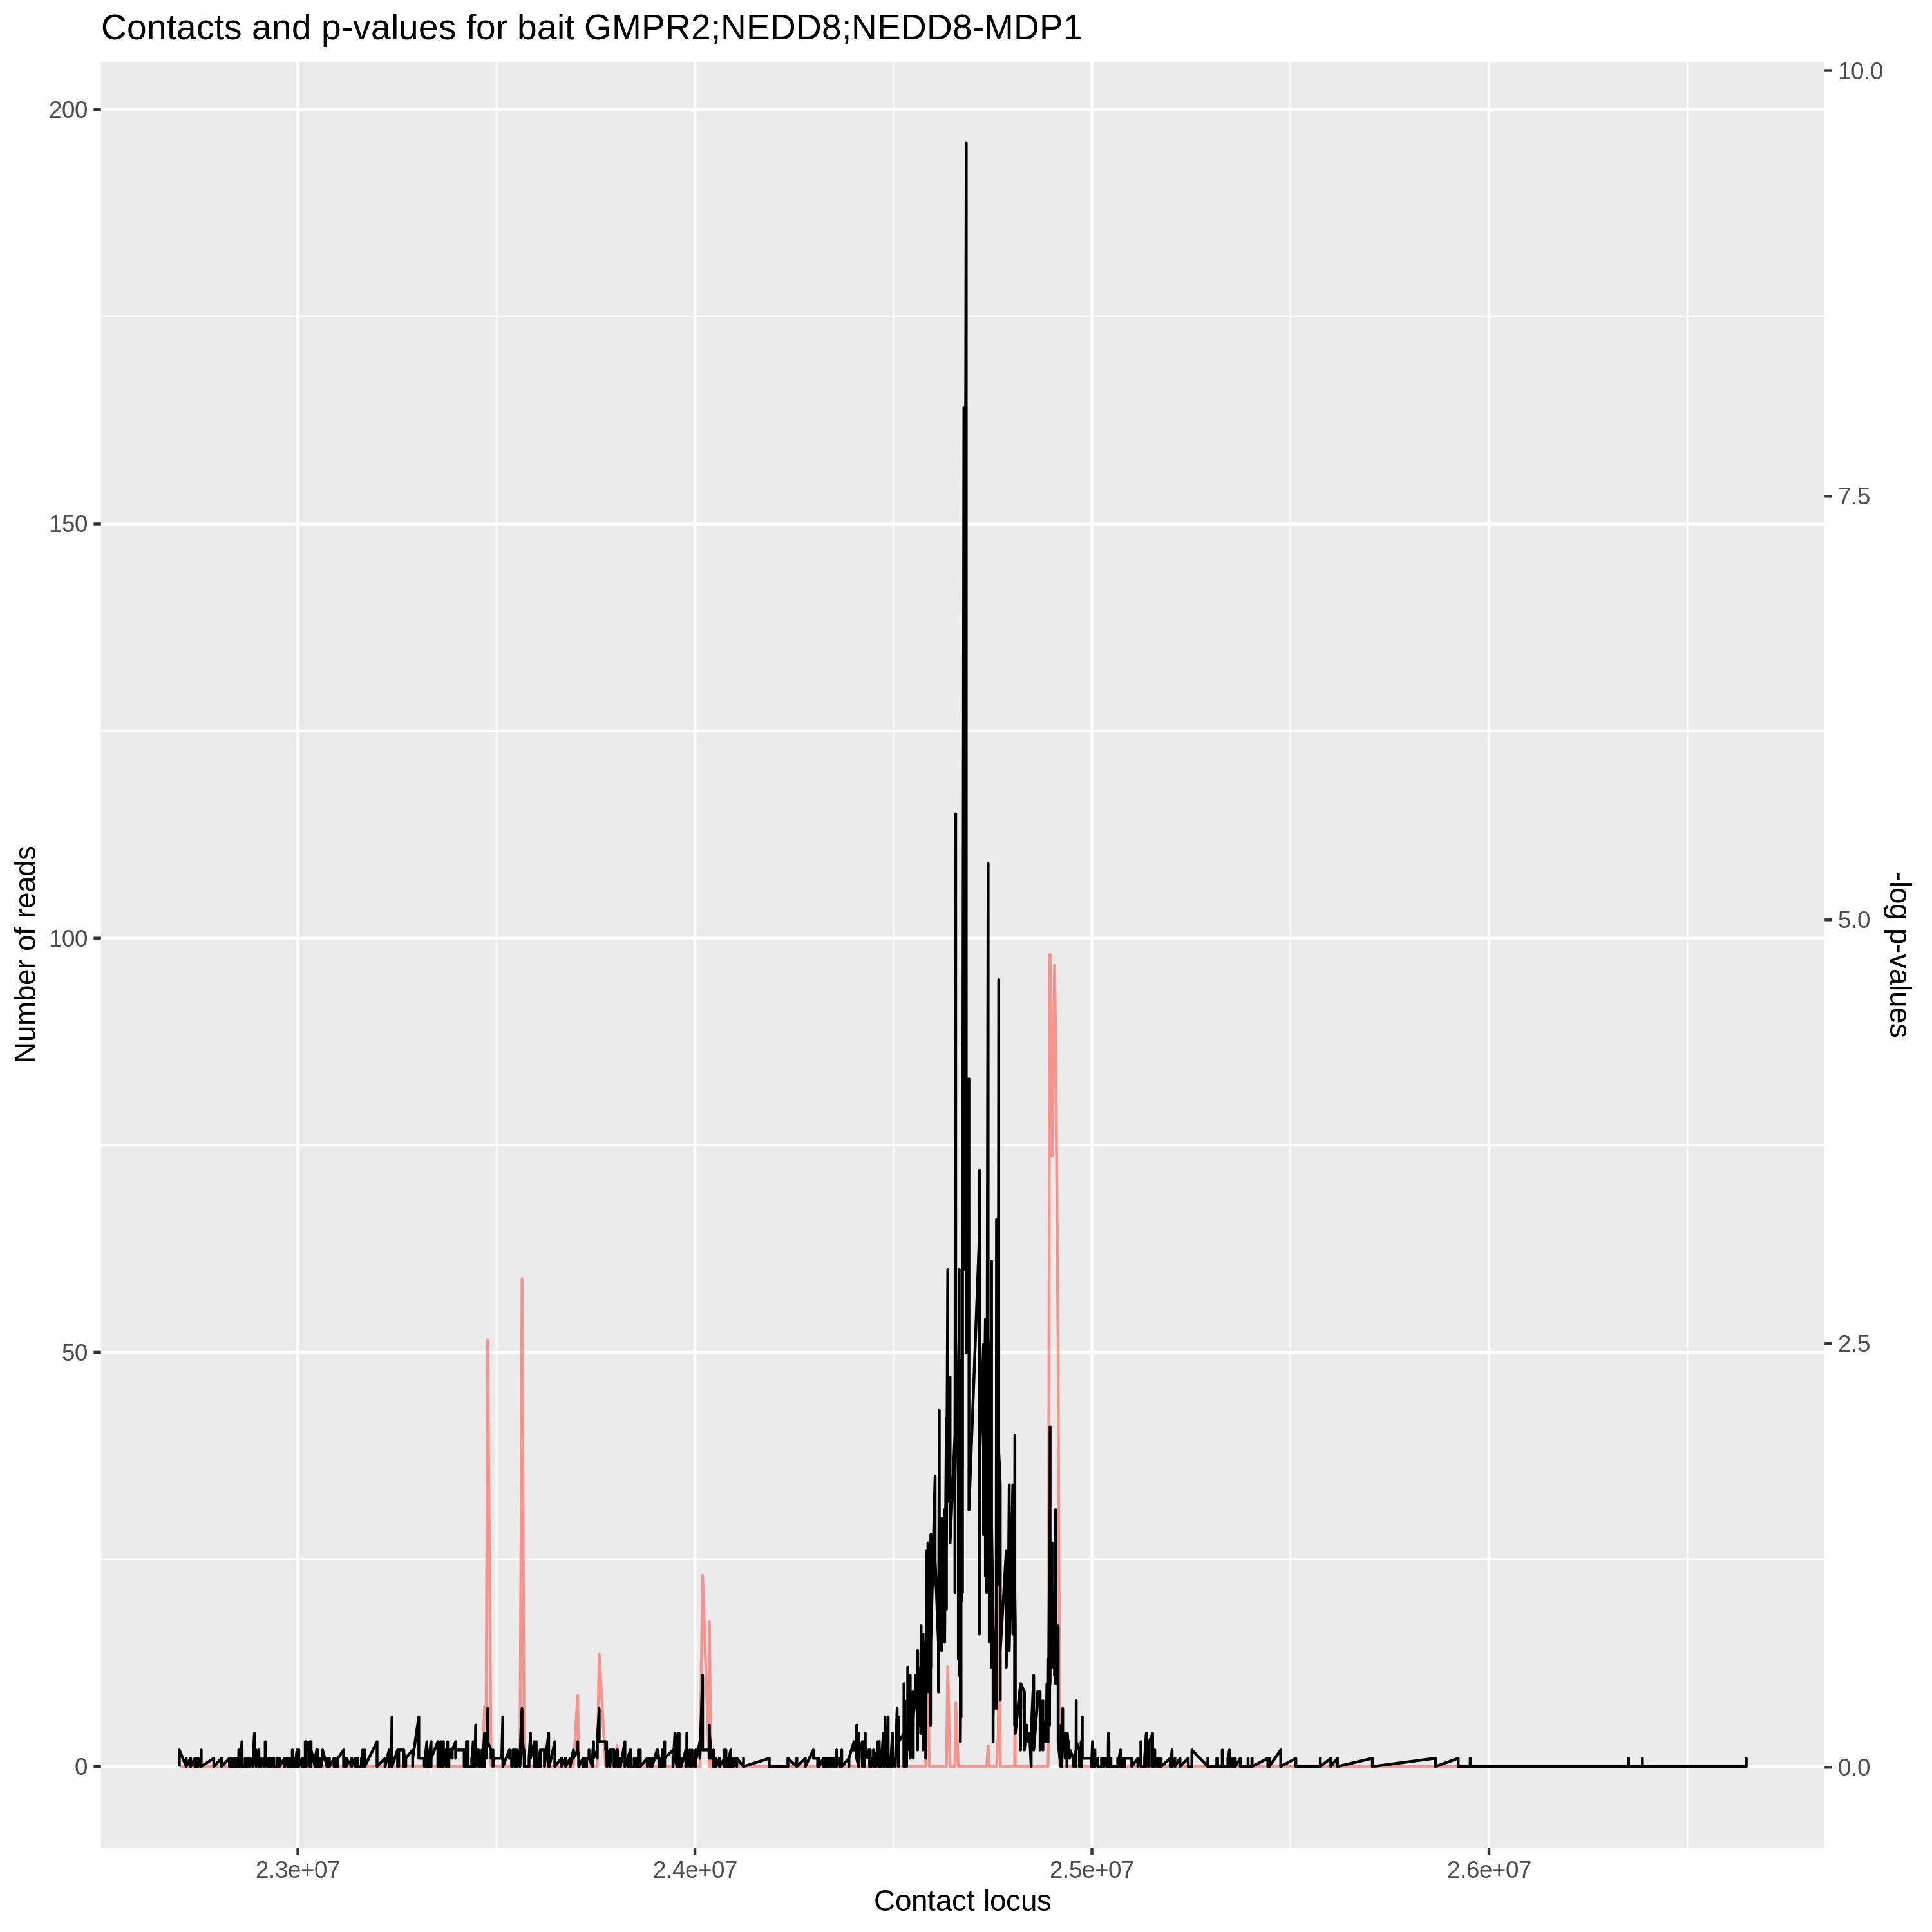 Contacts and p-values for bait GMPR2;NEDD8;NEDD8-MDP1
200
150
100
50
0
Number of reads
10.0
7.5
5.0
2.5
0.0
-log p-values
2.3e+07
2.4e+07
2.5e+07
2.6e+07
Contact locus